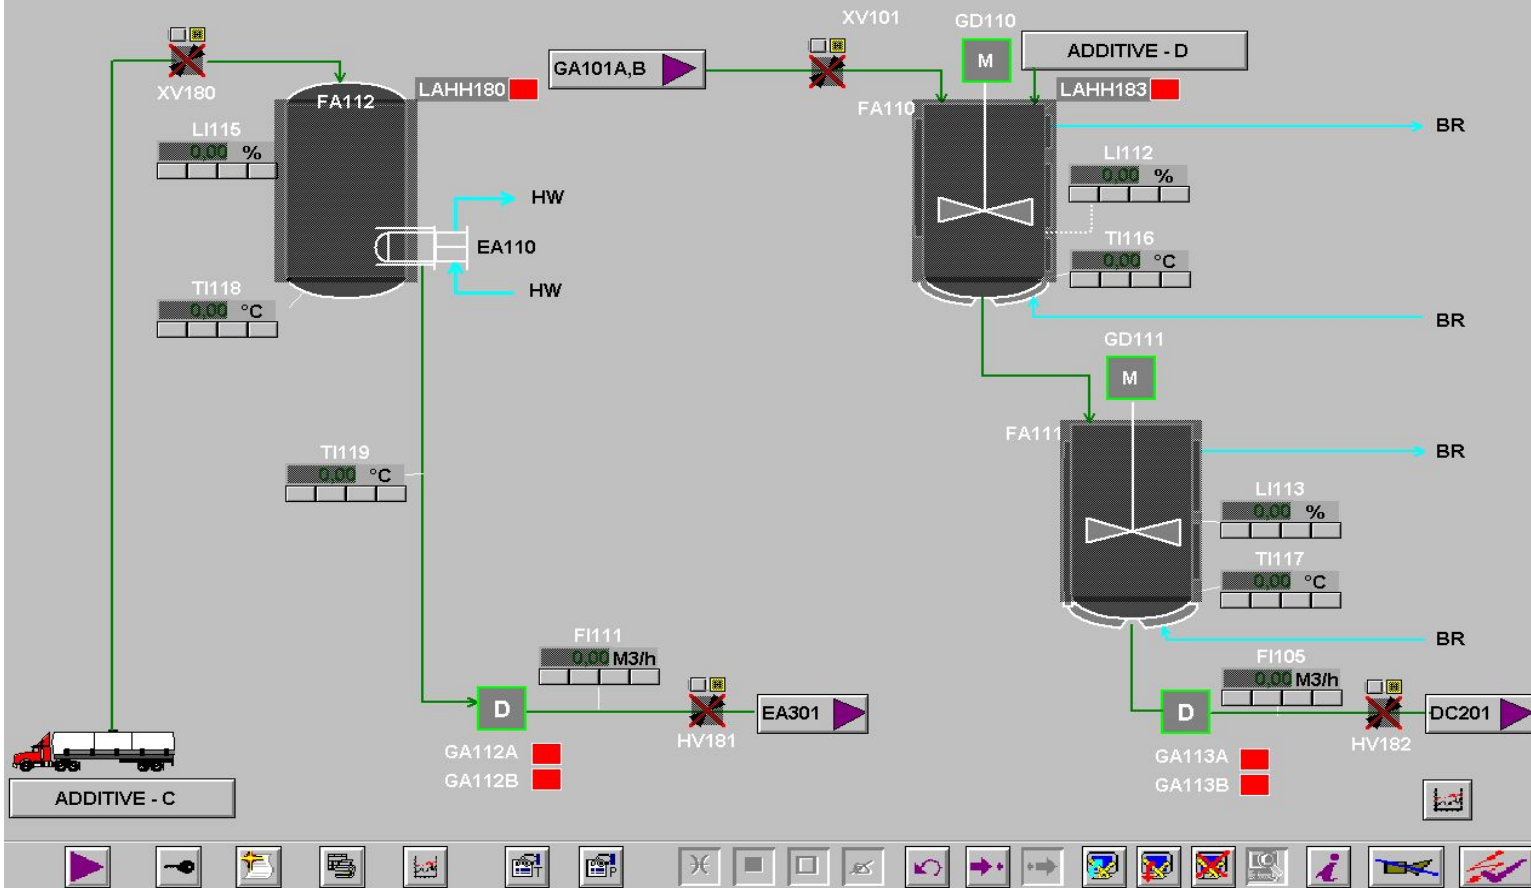 XV101
GD110
M
ADDITIVE - D
GA101A,B
XV180
FA112
LAHH180
FA110
LAHH183
LI115
0,00 %
BR
LI112
0,00 %
HW
EA110
TI116
0,00 °C
TI118
0,00 °C
HW
BR
GD111
M
FA111
TI119
0,00 °C
BR
LI113
0,00 %
TI117
0,00 °C
FI111
0,00 M3/h
BR
FI105
0,00 M3/h
D
EA301
D
DC201
HV181
HV182
GA112A
GA112B
GA113A
GA113B
ADDITIVE - C
T
P
i